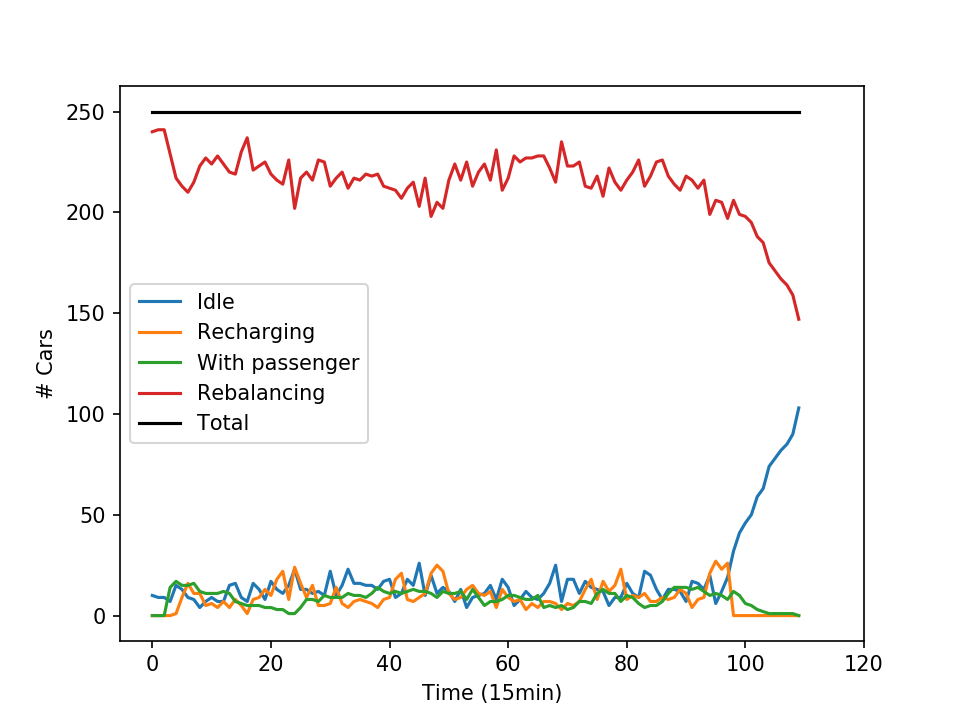 250
200
150
100
50
0
# Cars
Idle
Recharging
With passenger
Rebalancing
Total
0 20 40 60 80 100 120
Time (15min)